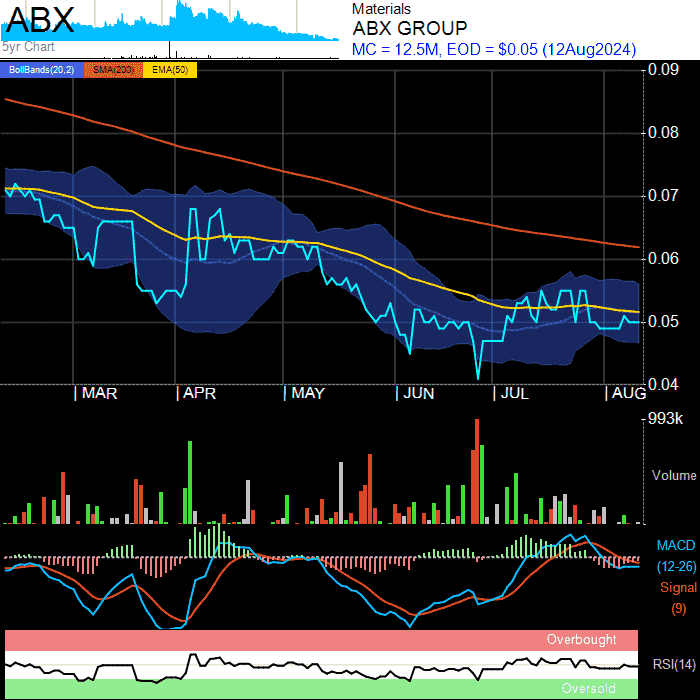 ABX
5yr Chart
Materials
ABX GROUP
MC = 12.5M, EOD = $0.05 (12Aug2024)
BollBands(20,2) SMA(200) EMA(50)
0.09
0.08
0.07
0.06
0.05
0.04
MAR APR MAY JUN JUL AUG
993k
Volume
MACD
(12-26)
Signal
(9)
Overbought
RSI(14)
Oversold